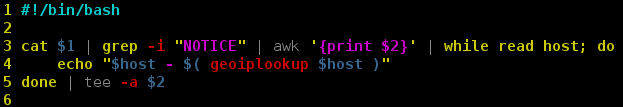 1 #!/bin/bash
2
3 cat $1 | grep -i "NOTICE" | awk '{print $2}' | while read host; do
4     echo "$host - $( geoiplookup $host )"
5 done | tee -a $2
6